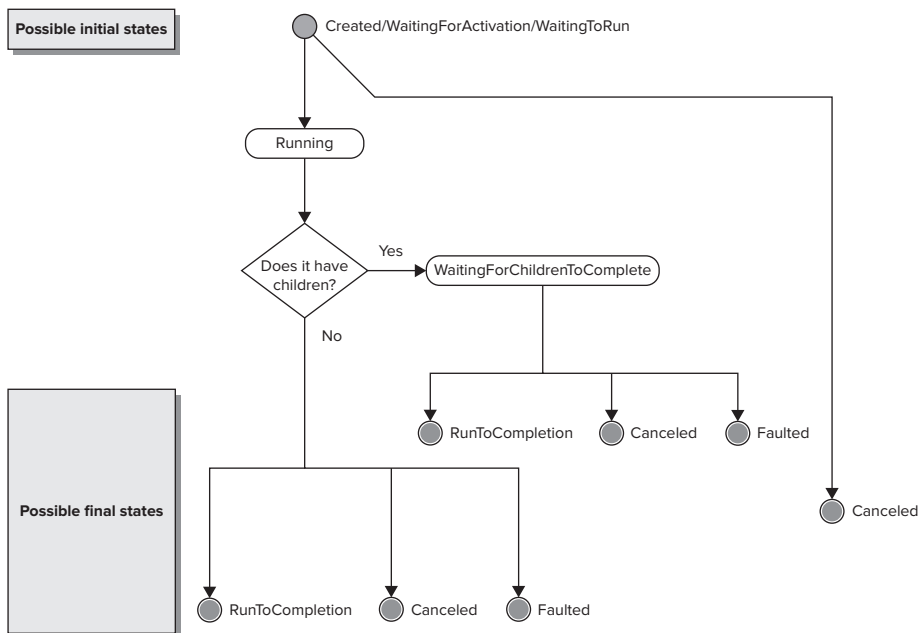 Possible initial states
Created/WaitingForActivation/WaitingToRun
Running
Does it have
children?
Yes
WaitingForChildrenToComplete
No
RunToCompletion
Canceled
Faulted
Possible final states
Canceled
RunToCompletion
Canceled
Faulted